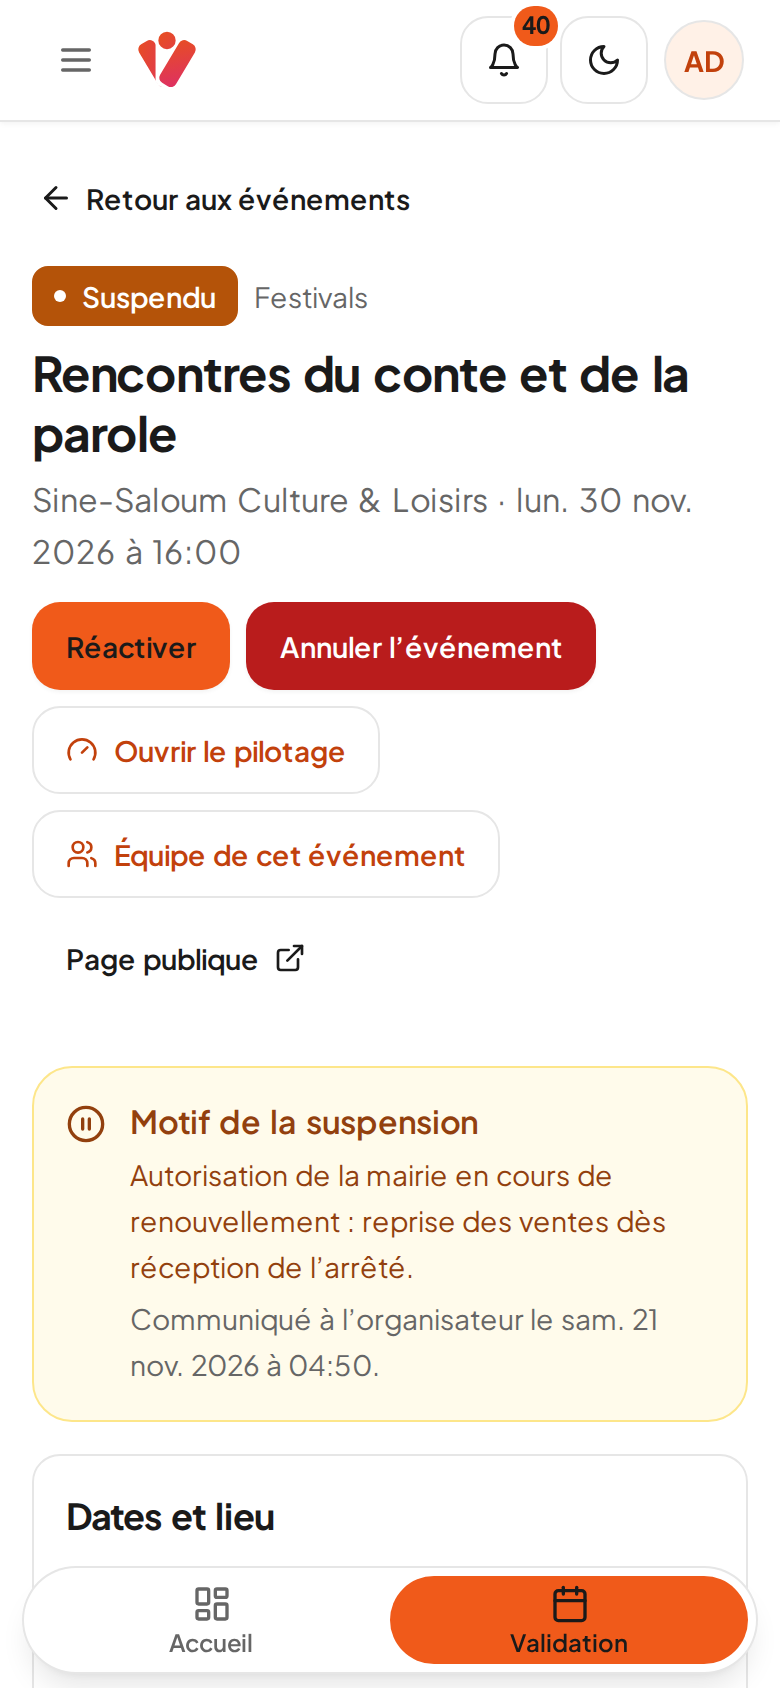 40
AD
Retour aux événements
Suspendu
Festivals
Rencontres du conte et de la
parole
Sine-Saloum Culture & Loisirs · lun. 30 nov.
2026 à 16:00
Réactiver
Annuler l’événement
Ouvrir le pilotage
Équipe de cet événement
Page publique
Motif de la suspension
Autorisation de la mairie en cours de
renouvellement : reprise des ventes dès
réception de l’arrêté.
Communiqué à l’organisateur le sam. 21
nov. 2026 à 04:50.
Dates et lieu
Accueil
Validation